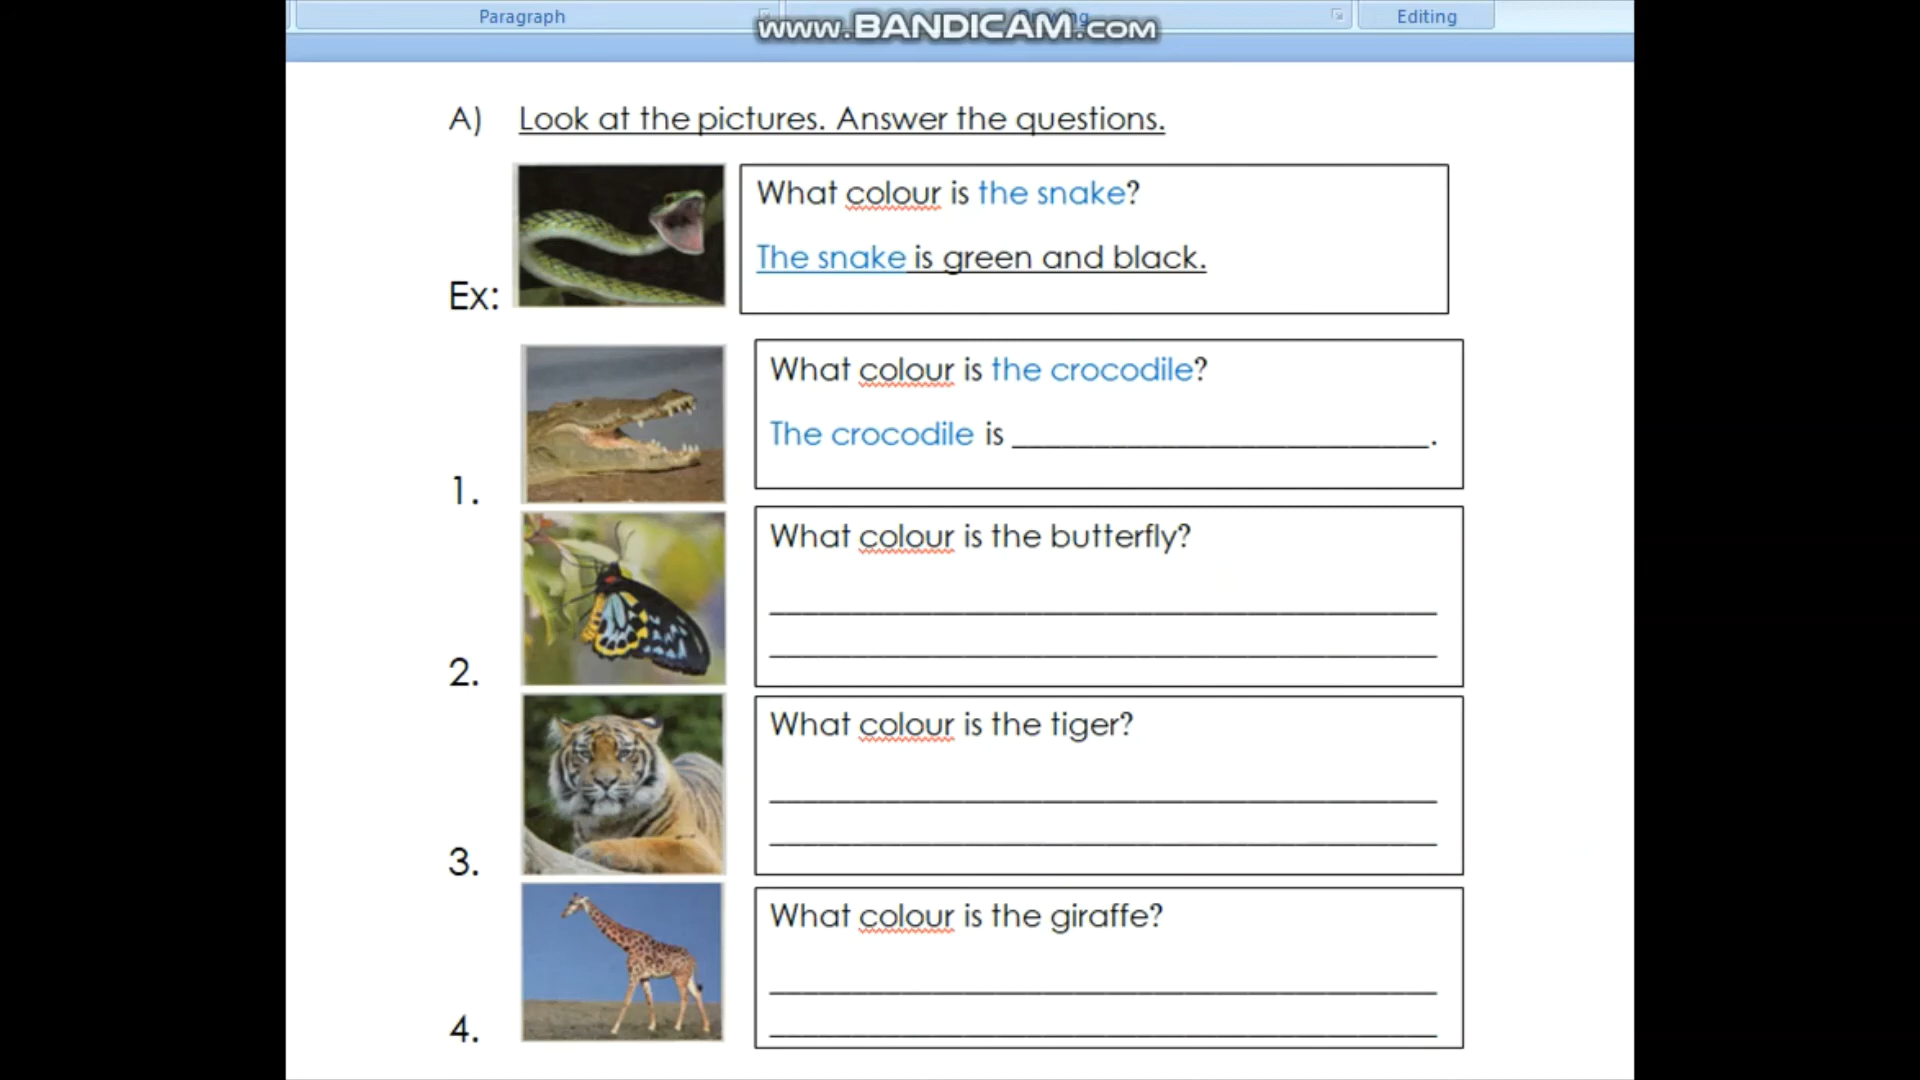 Paragraph
Editing
www.BANDICAM.com
A) Look at the pictures. Answer the questions.
What colour is the snake?
The snake is green and black.
Ex:
What colour is the crocodile?
The crocodile is ____________________.
1.
What colour is the butterfly?
2.
What colour is the tiger?
3.
What colour is the giraffe?
4.